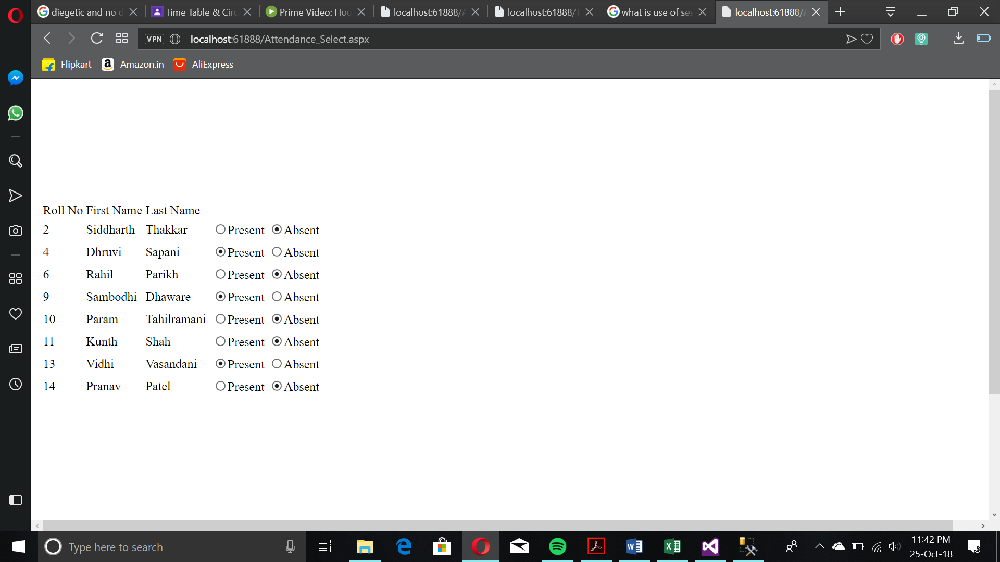 diegetic and no d
Time Table & Circ
Prime Video: Hou
localhost:61888/A
localhost:61888/T
what is use of ses
localhost:61888/A
VPN
localhost:61888/Attendance_Select.aspx
Flipkart
Amazon.in
AliExpress
Roll No First Name Last Name
2 Siddharth Thakkar Present Absent
4 Dhruvi Sapani Present Absent
6 Rahil Parikh Present Absent
9 Sambodhi Dhaware Present Absent
10 Param Tahilramani Present Absent
11 Kunth Shah Present Absent
13 Vidhi Vasandani Present Absent
14 Pranav Patel Present Absent
Type here to search
11:42 PM
25-Oct-18